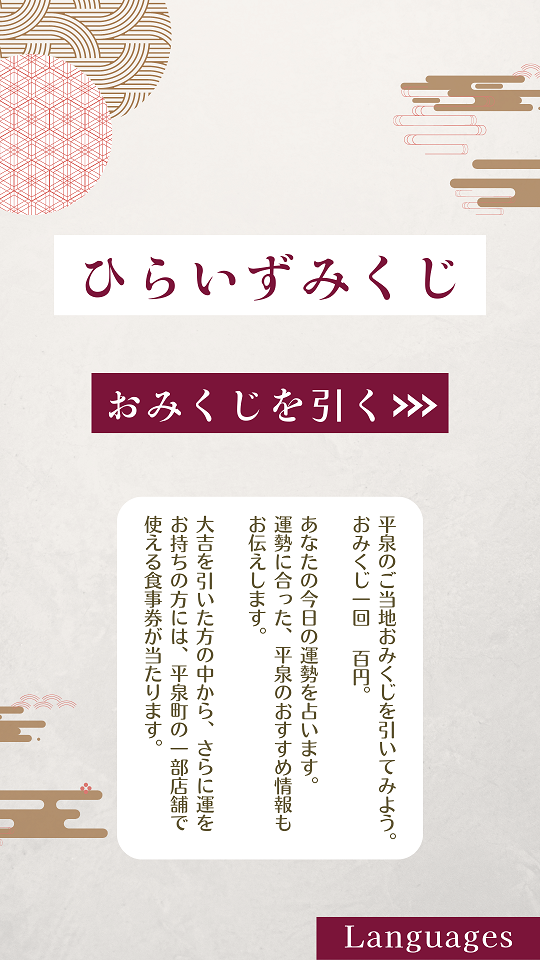 ひらいずみくじ
おみくじを引く>>>
平泉のご当地おみくじを引いてみよう。
おみくじ一回　百円。
あなたの今日の運勢を占います。
運勢に合った、平泉のおすすめ情報も
お伝えします。
大吉を引いた方の中から、さらに運を
お持ちの方には、平泉町の一部店舗で
使える食事券が当たります。
Languages